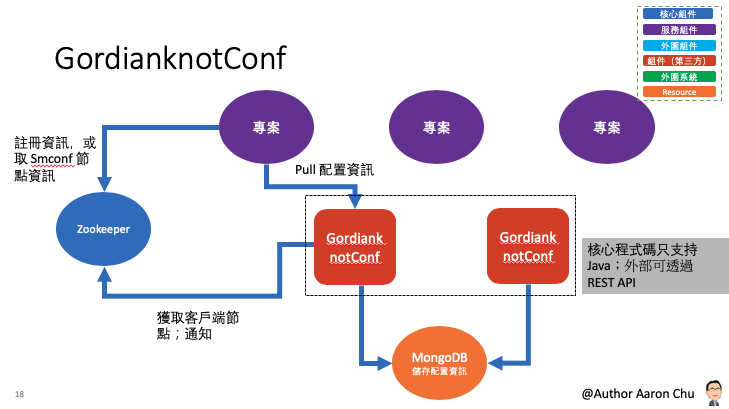 GordianknotConf
核心組件
服務組件
外圍組件
組件（第三方）
外圍系統
Resource
專案
專案
專案
註冊資訊，或
取 Smconf 節
點資訊
Pull 配置資訊
Zookeeper
Gordiank
notConf
Gordiank
notConf
核心程式碼只支持
Java；外部可透過
REST API
獲取客戶端節
點；通知
MongoDB
儲存配置資訊
18
@Author Aaron Chu